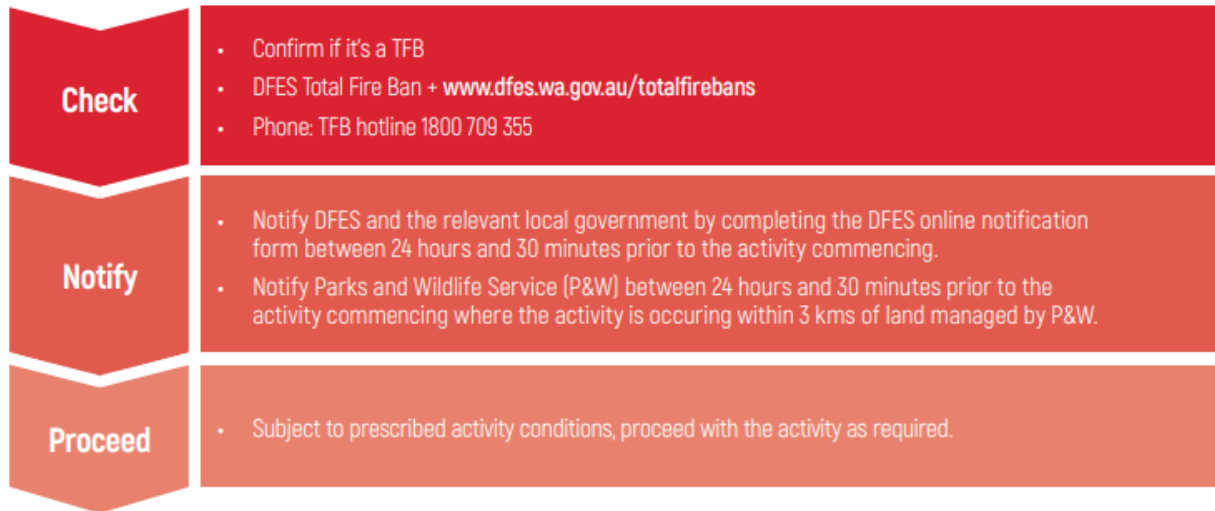 Check
• Confirm if it's a TFB
• DFES Total Fire Ban + www.dfes.wa.gov.au/totalfirebans
• Phone: TFB hotline 1800 709 355
Notify
• Notify DFES and the relevant local government by completing the DFES online notification
form between 24 hours and 30 minutes prior to the activity commencing.
• Notify Parks and Wildlife Service (P&W) between 24 hours and 30 minutes prior to the
activity commencing where the activity is occuring within 3 kms of land managed by P&W.
Proceed
• Subject to prescribed activity conditions, proceed with the activity as required.